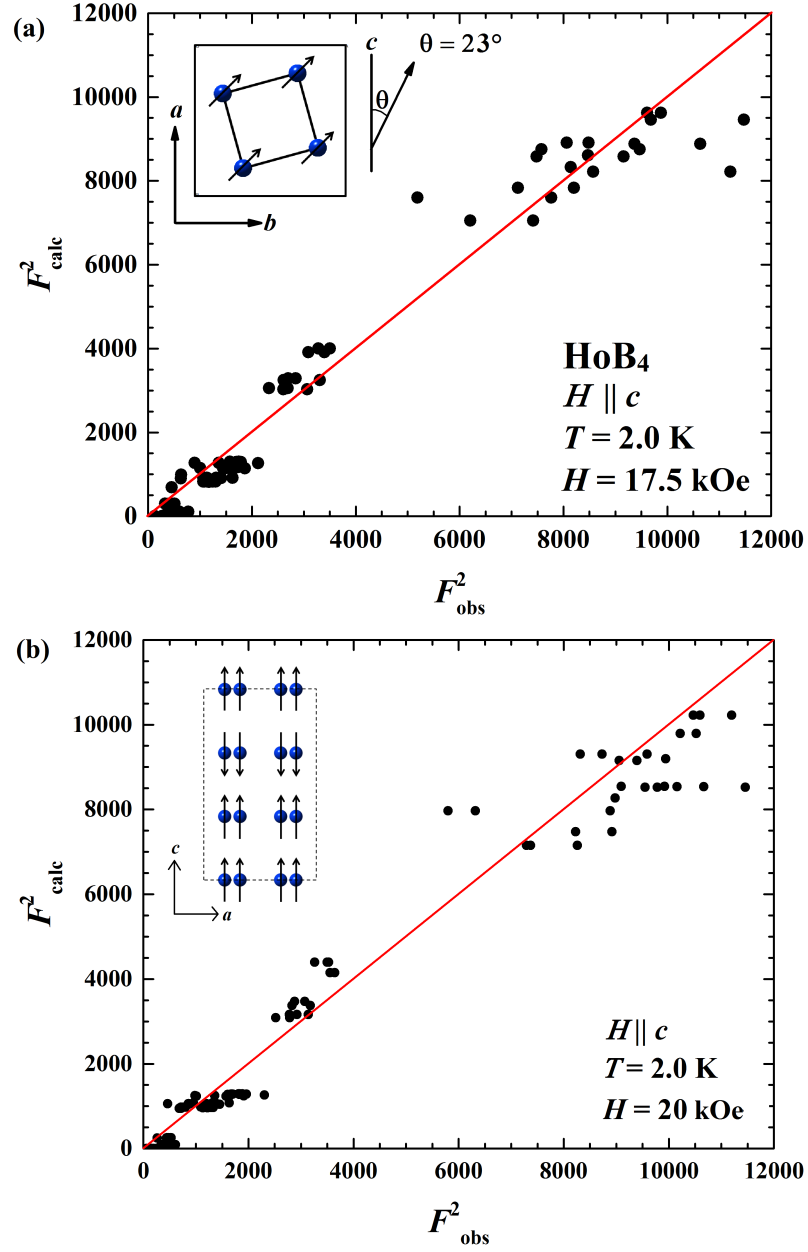 (a)
12000
10000
8000
6000
4000
2000
0
F²calc
a
b
c
θ
θ = 23°
HoB₄
H || c
T = 2.0 K
H = 17.5 kOe
0 2000 4000 6000 8000 10000 12000
F²obs
(b)
12000
10000
8000
6000
4000
2000
0
F²calc
c
a
H || c
T = 2.0 K
H = 20 kOe
0 2000 4000 6000 8000 10000 12000
F²obs